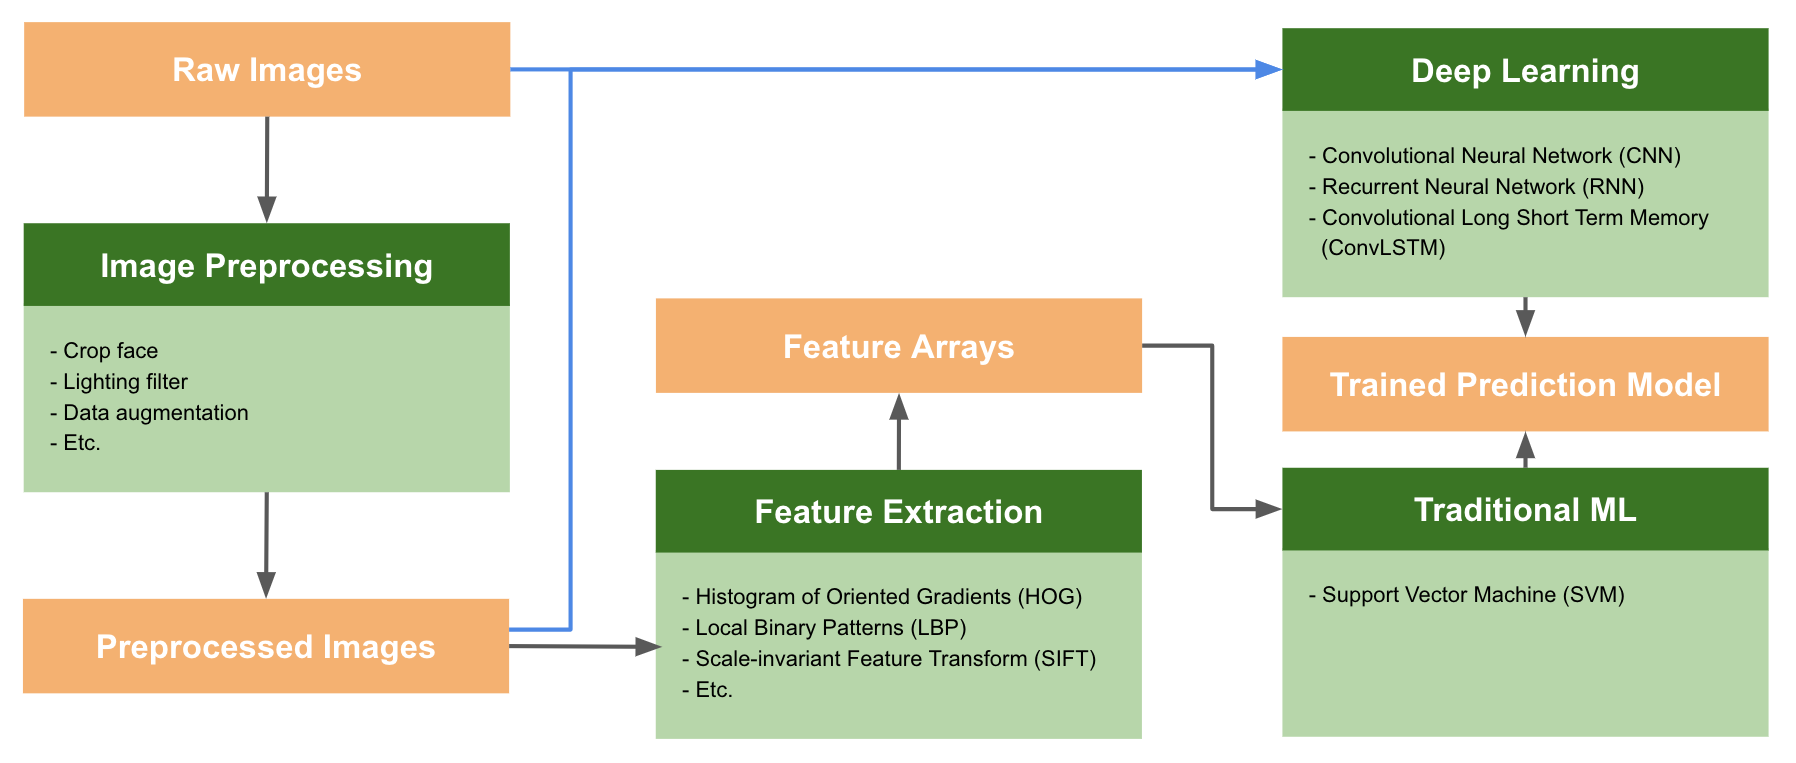 Raw Images
Image Preprocessing
- Crop face
- Lighting filter
- Data augmentation
- Etc.
Preprocessed Images
Feature Arrays
Feature Extraction
- Histogram of Oriented Gradients (HOG)
- Local Binary Patterns (LBP)
- Scale-invariant Feature Transform (SIFT)
- Etc.
Deep Learning
- Convolutional Neural Network (CNN)
- Recurrent Neural Network (RNN)
- Convolutional Long Short Term Memory
(ConvLSTM)
Trained Prediction Model
Traditional ML
- Support Vector Machine (SVM)